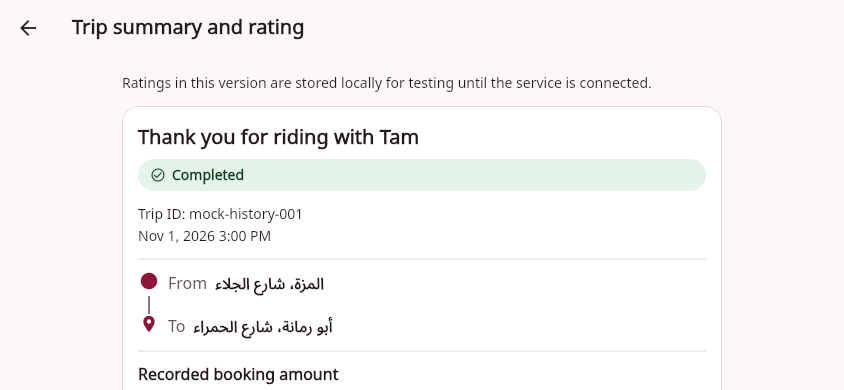 Trip summary and rating
Ratings in this version are stored locally for testing until the service is connected.
Thank you for riding with Tam
Completed
Trip ID: mock-history-001
Nov 1, 2026 3:00 PM
From المزة، شارع الجلاء
To أبو رمانة، شارع الحمراء
Recorded booking amount